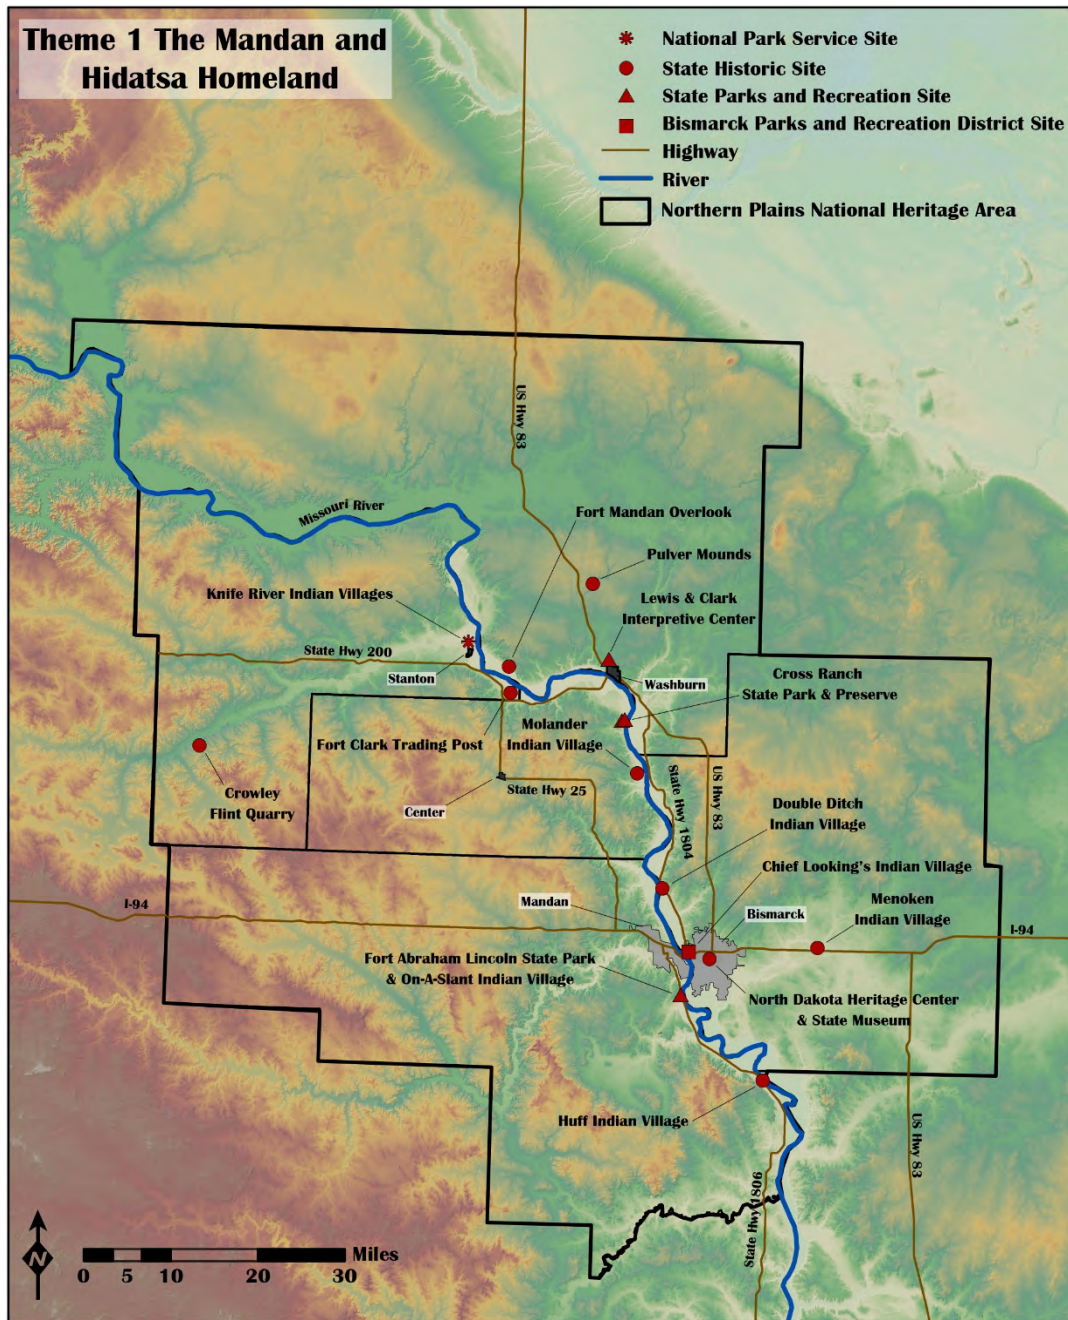 Theme 1 The Mandan and
Hidatsa Homeland
National Park Service Site
State Historic Site
State Parks and Recreation Site
Bismarck Parks and Recreation District Site
Highway
River
Northern Plains National Heritage Area
US Hwy 83
Missouri River
Fort Mandan Overlook
Pulver Mounds
Knife River Indian Villages
Lewis & Clark
Interpretive Center
State Hwy 200
Stanton
Washburn
Cross Ranch
State Park & Preserve
Fort Clark Trading Post
Molander
Indian Village
Crowley
Flint Quarry
Center
State Hwy 25
State Hwy 1804
US Hwy 83
Double Ditch
Indian Village
Chief Looking's Indian Village
Mandan
Bismarck
Menoken
Indian Village
I-94
I-94
Fort Abraham Lincoln State Park
& On-A-Slant Indian Village
North Dakota Heritage Center
& State Museum
Huff Indian Village
US Hwy 83
State Hwy 1806
N
Miles
0 5 10 20 30